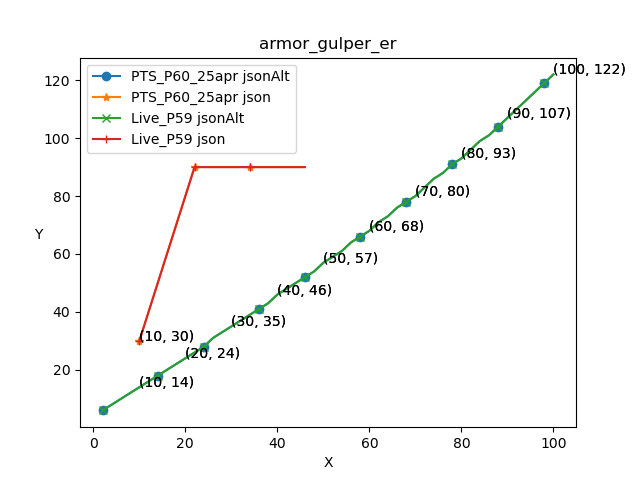 armor_gulper_er
PTS_P60_25apr jsonAlt
PTS_P60_25apr json
Live_P59 jsonAlt
Live_P59 json
120
100
80
60
40
20
Y
(100, 122)
(90, 107)
(80, 93)
(70, 80)
(60, 68)
(50, 57)
(40, 46)
(30, 35)
(10, 30)
(20, 24)
(10, 14)
0 20 40 60 80 100
X